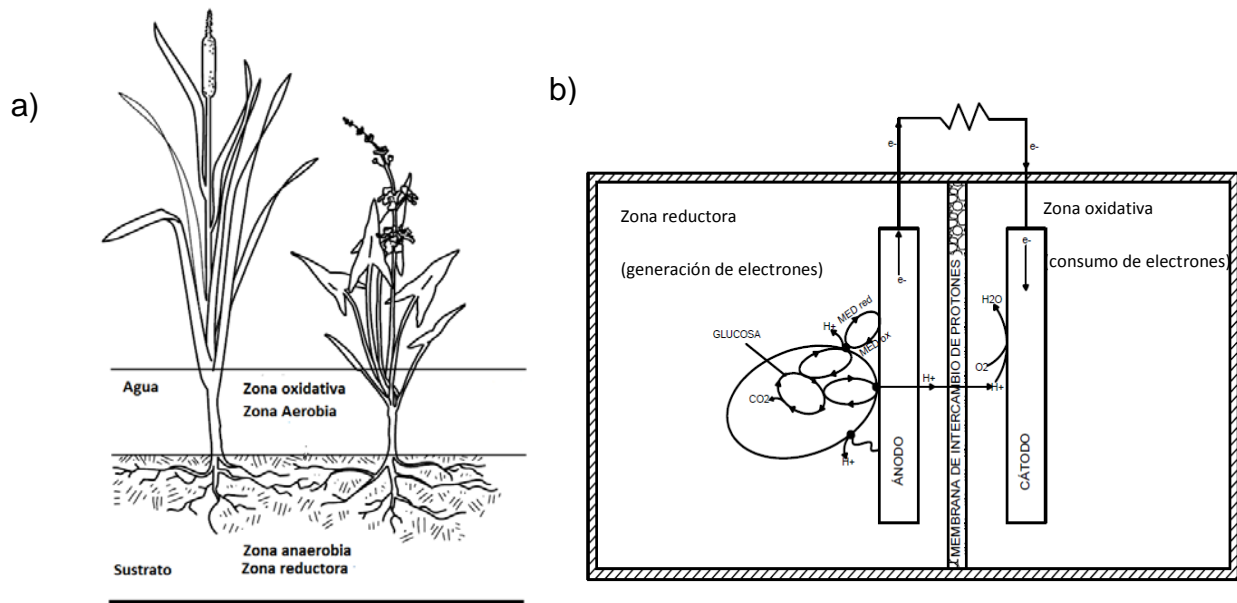 a)
Agua
Zona oxidativa
Zona Aerobia
Zona anaerobia
Sustrato
Zona reductora
b)
e-
e-
Zona reductora
(generación de electrones)
Zona oxidativa
(consumo de electrones)
e-
e-
MED red
H+
MED ox
GLUCOSA
CO2
H+
H+
H2O
O2
H+
ÁNODO
MEMBRANA DE INTERCAMBIO DE PROTONES
CÁTODO